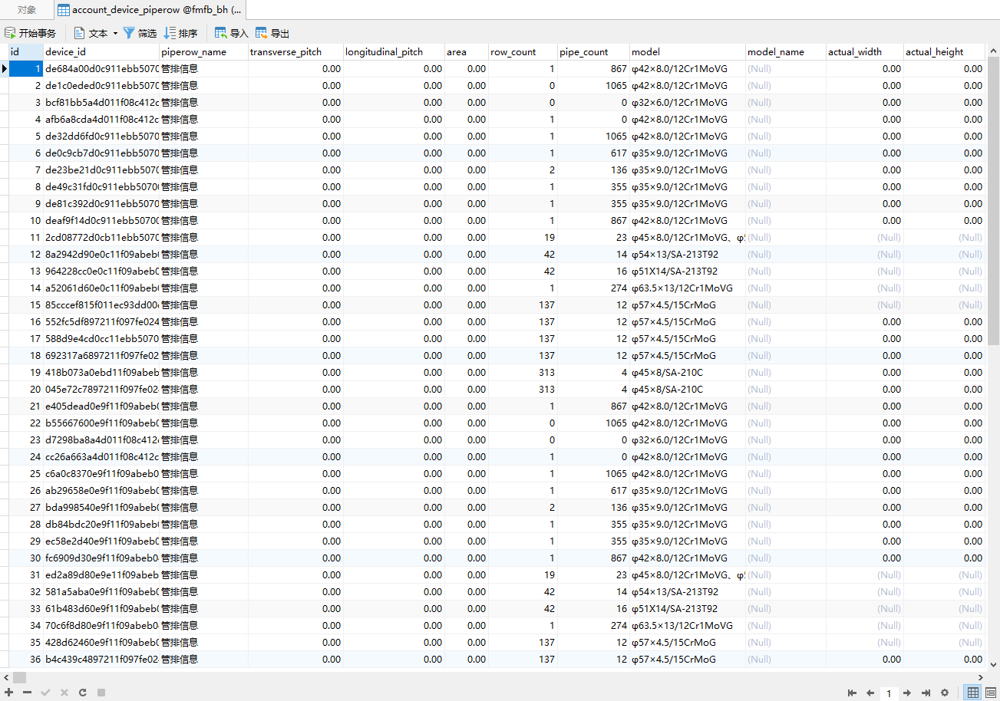 对象 account_device_piperow @fmfb_bh (...
开始事务 文本 筛选 排序 导入 导出
id device_id piperow_name transverse_pitch longitudinal_pitch area row_count pipe_count model model_name actual_width actual_height
1 de684a00d0c911ebb5070 管排信息 0.00 0.00 0.00 1 867 φ42×8.0/12Cr1MoVG (Null) 0.00 0.00
2 de1c0eded0c911ebb5070 管排信息 0.00 0.00 0.00 0 1065 φ42×8.0/12Cr1MoVG (Null) 0.00 0.00
3 bcf81bb5a4d011f08c412c 管排信息 0.00 0.00 0.00 0 0 φ32×6.0/12Cr1MoVG (Null) 0.00 0.00
4 afb6a8cda4d011f08c412c 管排信息 0.00 0.00 0.00 1 0 φ42×8.0/12Cr1MoVG (Null) 0.00 0.00
5 de32dd6fd0c911ebb5070 管排信息 0.00 0.00 0.00 1 1065 φ42×8.0/12Cr1MoVG (Null) 0.00 0.00
6 de0c9cb7d0c911ebb5070 管排信息 0.00 0.00 0.00 1 617 φ35×9.0/12Cr1MoVG (Null) 0.00 0.00
7 de23be21d0c911ebb5070 管排信息 0.00 0.00 0.00 2 136 φ35×9.0/12Cr1MoVG (Null) 0.00 0.00
8 de49c31fd0c911ebb5070 管排信息 0.00 0.00 0.00 1 355 φ35×9.0/12Cr1MoVG (Null) 0.00 0.00
9 de81c392d0c911ebb5070 管排信息 0.00 0.00 0.00 1 355 φ35×9.0/12Cr1MoVG (Null) 0.00 0.00
10 deaf9f14d0c911ebb5070 管排信息 0.00 0.00 0.00 1 867 φ42×8.0/12Cr1MoVG (Null) 0.00 0.00
11 2cd08772d0cb11ebb5070 管排信息 0.00 0.00 0.00 19 23 φ45×8.0/12Cr1MoVG、φ (Null) (Null) (Null)
12 8a2942d90e0c11f09abeb 管排信息 0.00 0.00 0.00 42 14 φ54×13/SA-213T92 (Null) (Null) (Null)
13 964228cc0e0c11f09abeb 管排信息 0.00 0.00 0.00 42 16 φ51X14/SA-213T92 (Null) (Null) (Null)
14 a52061d60e0c11f09abeb 管排信息 0.00 0.00 0.00 1 274 φ63.5×13/12Cr1MoVG (Null) (Null) (Null)
15 85cccef815f011ec93dd00 管排信息 0.00 0.00 0.00 137 12 φ57×4.5/15CrMoG (Null) (Null) (Null)
16 552fc5df897211f097fe024 管排信息 0.00 0.00 0.00 137 12 φ57×4.5/15CrMoG (Null) 0.00 0.00
17 588d9e4cd0cc11ebb5070 管排信息 0.00 0.00 0.00 137 12 φ57×4.5/15CrMoG (Null) 0.00 0.00
18 692317a6897211f097fe02 管排信息 0.00 0.00 0.00 137 12 φ57×4.5/15CrMoG (Null) 0.00 0.00
19 418b073a0ebd11f09abeb 管排信息 0.00 0.00 0.00 313 4 φ45×8/SA-210C (Null) 0.00 0.00
20 045e72c7897211f097fe02 管排信息 0.00 0.00 0.00 313 4 φ45×8/SA-210C (Null) 0.00 0.00
21 e405dead0e9f11f09abeb 管排信息 0.00 0.00 0.00 1 867 φ42×8.0/12Cr1MoVG (Null) 0.00 0.00
22 b55667600e9f11f09abeb 管排信息 0.00 0.00 0.00 0 1065 φ42×8.0/12Cr1MoVG (Null) 0.00 0.00
23 d7298ba8a4d011f08c412 管排信息 0.00 0.00 0.00 0 0 φ32×6.0/12Cr1MoVG (Null) 0.00 0.00
24 cc26a663a4d011f08c412c 管排信息 0.00 0.00 0.00 1 0 φ42×8.0/12Cr1MoVG (Null) 0.00 0.00
25 c6a0c8370e9f11f09abeb0 管排信息 0.00 0.00 0.00 1 1065 φ42×8.0/12Cr1MoVG (Null) 0.00 0.00
26 ab29658e0e9f11f09abeb 管排信息 0.00 0.00 0.00 1 617 φ35×9.0/12Cr1MoVG (Null) 0.00 0.00
27 bda998540e9f11f09abeb 管排信息 0.00 0.00 0.00 2 136 φ35×9.0/12Cr1MoVG (Null) 0.00 0.00
28 db84bdc20e9f11f09abeb 管排信息 0.00 0.00 0.00 1 355 φ35×9.0/12Cr1MoVG (Null) 0.00 0.00
29 ec58e2d40e9f11f09abeb 管排信息 0.00 0.00 0.00 1 355 φ35×9.0/12Cr1MoVG (Null) 0.00 0.00
30 fc6909d30e9f11f09abeb0 管排信息 0.00 0.00 0.00 1 867 φ42×8.0/12Cr1MoVG (Null) 0.00 0.00
31 ed2a89d80e9e11f09abeb 管排信息 0.00 0.00 0.00 19 23 φ45×8.0/12Cr1MoVG、φ (Null) (Null) (Null)
32 581a5aba0e9f11f09abeb 管排信息 0.00 0.00 0.00 42 14 φ54×13/SA-213T92 (Null) (Null) (Null)
33 61b483d60e9f11f09abeb 管排信息 0.00 0.00 0.00 42 16 φ51X14/SA-213T92 (Null) (Null) (Null)
34 70c6f8d80e9f11f09abeb0 管排信息 0.00 0.00 0.00 1 274 φ63.5×13/12Cr1MoVG (Null) (Null) (Null)
35 428d62460e9f11f09abeb 管排信息 0.00 0.00 0.00 137 12 φ57×4.5/15CrMoG (Null) (Null) (Null)
36 b4c439c4897211f097fe02 管排信息 0.00 0.00 0.00 137 12 φ57×4.5/15CrMoG (Null) 0.00 0.00
1